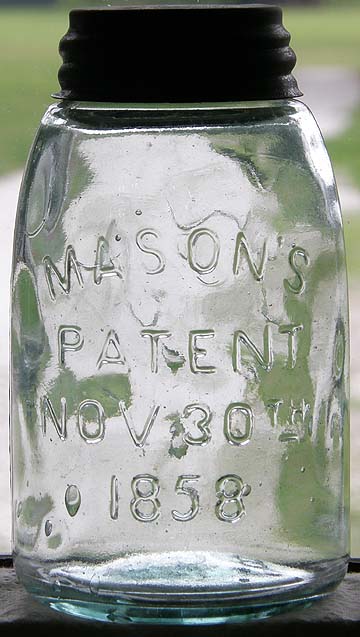 MASON'S
PATENT
NOV 30TH
1858